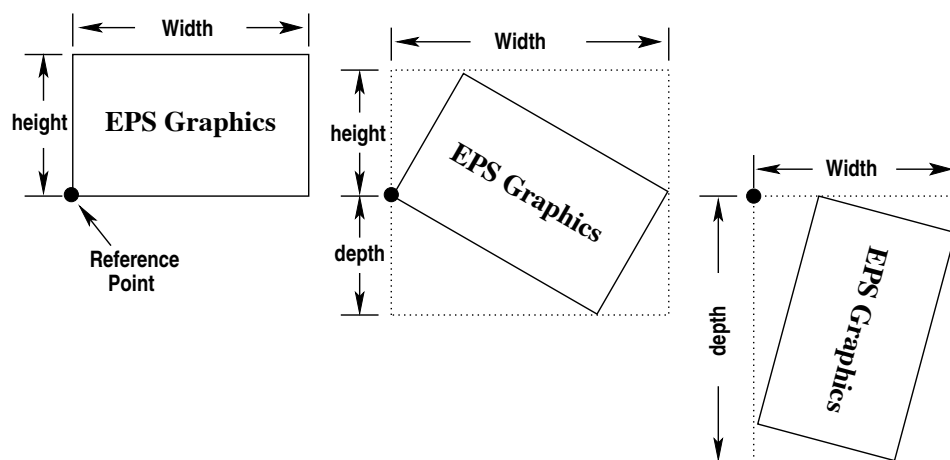 Width
height
EPS Graphics
Reference
Point
Width
height
EPS Graphics
depth
Width
depth
EPS Graphics